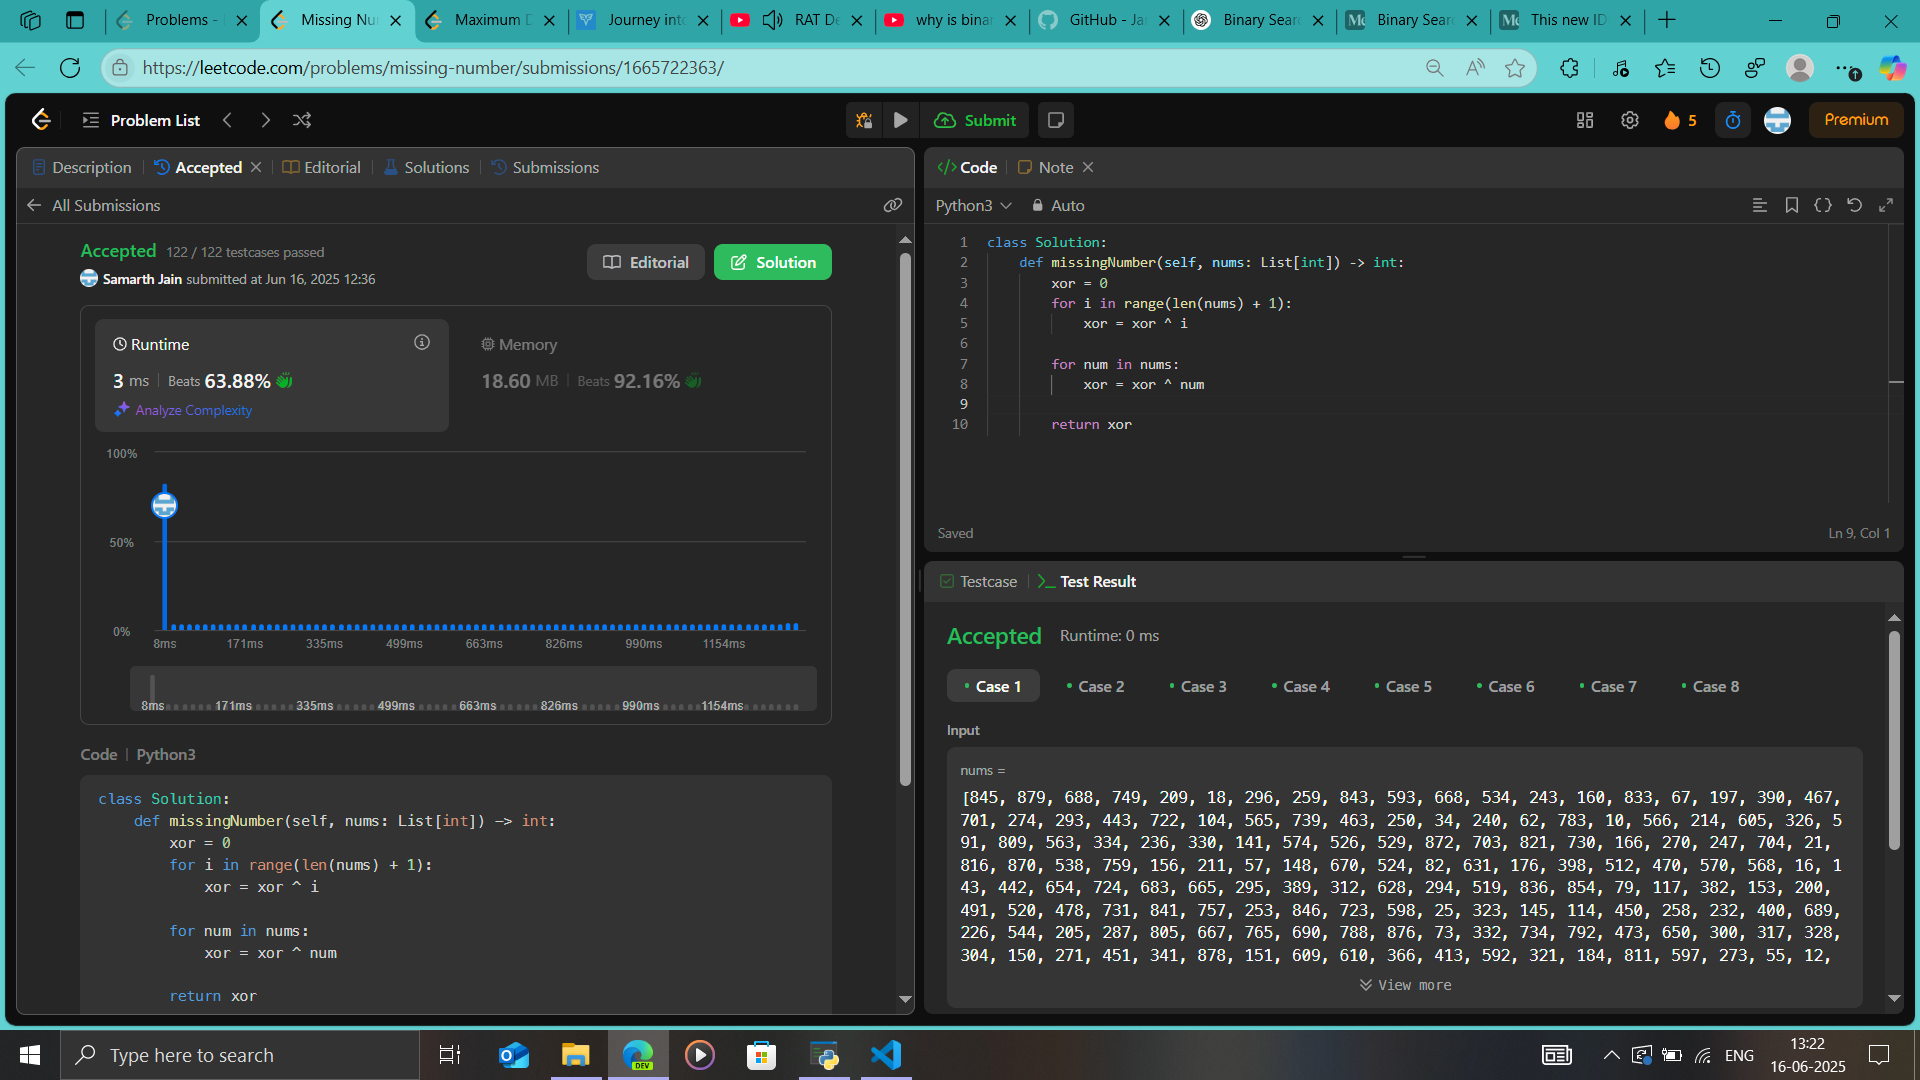 Problems -
Missing Nu
Maximum D
Journey into
RAT De
why is binar
GitHub - Ja
Binary Searc
Binary Searc
This new ID
https://leetcode.com/problems/missing-number/submissions/1665722363/
Problem List
Submit
5
Premium
Description
Accepted
Editorial
Solutions
Submissions
All Submissions
Accepted 122 / 122 testcases passed
Samarth Jain submitted at Jun 16, 2025 12:36
Editorial
Solution
Runtime
3 ms Beats 63.88%
Analyze Complexity
Memory
18.60 MB Beats 92.16%
100%
50%
0%
8ms 171ms 335ms 499ms 663ms 826ms 990ms 1154ms
8ms 171ms 335ms 499ms 663ms 826ms 990ms 1154ms
Code | Python3
class Solution:
def missingNumber(self, nums: List[int]) -> int:
xor = 0
for i in range(len(nums) + 1):
xor = xor ^ i
for num in nums:
xor = xor ^ num
return xor
</> Code
Note
Python3
Auto
1 class Solution:
2 def missingNumber(self, nums: List[int]) -> int:
3 xor = 0
4 for i in range(len(nums) + 1):
5 xor = xor ^ i
6
7 for num in nums:
8 xor = xor ^ num
9
10 return xor
Saved
Ln 9, Col 1
Testcase
Test Result
Accepted Runtime: 0 ms
Case 1
Case 2
Case 3
Case 4
Case 5
Case 6
Case 7
Case 8
Input
nums =
[845, 879, 688, 749, 209, 18, 296, 259, 843, 593, 668, 534, 243, 160, 833, 67, 197, 390, 467,
701, 274, 293, 443, 722, 104, 565, 739, 463, 250, 34, 240, 62, 783, 10, 566, 214, 605, 326, 5
91, 809, 563, 334, 236, 330, 141, 574, 526, 529, 872, 703, 821, 730, 166, 270, 247, 704, 21,
816, 870, 538, 759, 156, 211, 57, 148, 670, 524, 82, 631, 176, 398, 512, 470, 570, 568, 16, 1
43, 442, 654, 724, 683, 665, 295, 389, 312, 628, 294, 519, 836, 854, 79, 117, 382, 153, 200,
491, 520, 478, 731, 841, 757, 253, 846, 723, 598, 25, 323, 145, 114, 450, 258, 232, 400, 689,
226, 544, 205, 287, 805, 667, 765, 690, 788, 876, 73, 332, 734, 792, 473, 650, 300, 317, 328,
304, 150, 271, 451, 341, 878, 151, 609, 610, 366, 413, 592, 321, 184, 811, 597, 273, 55, 12,
View more
Type here to search
DEV
ENG
13:22
16-06-2025